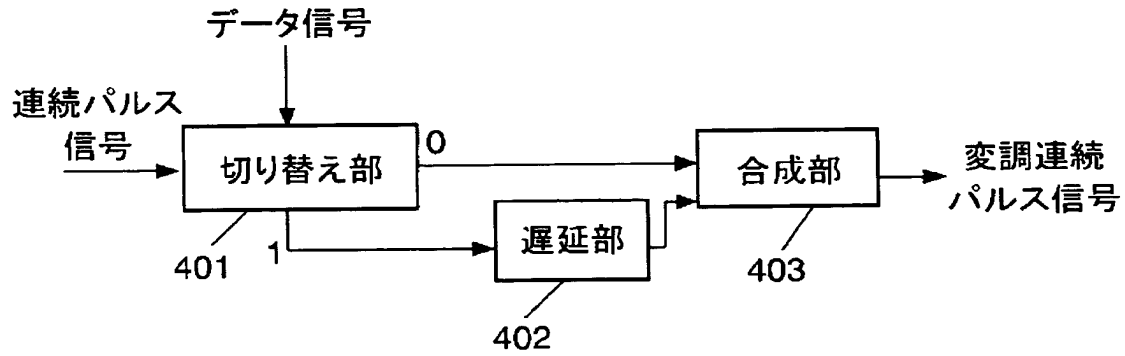 データ信号
連続パルス
信号
切り替え部
0
合成部
変調連続
パルス信号
401
1
遅延部
403
402